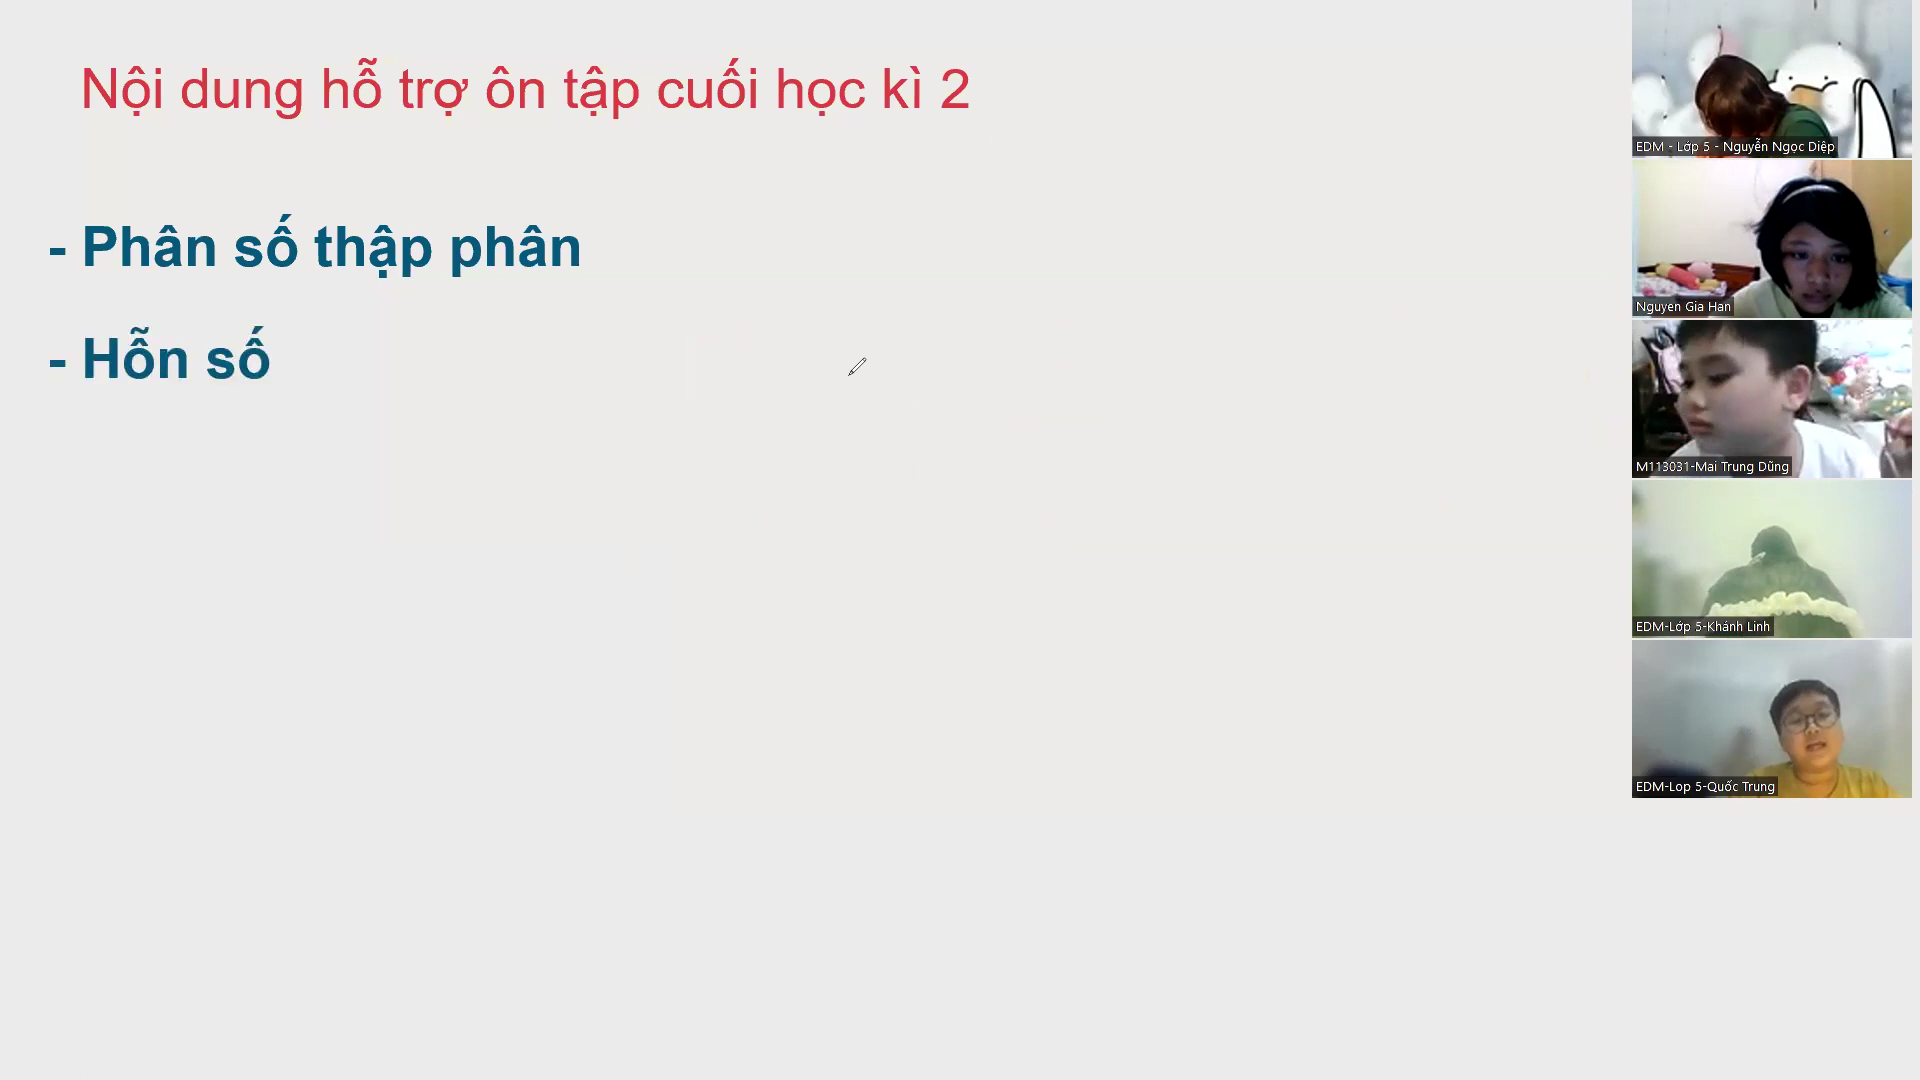 Nội dung hỗ trợ ôn tập cuối học kì 2
- Phân số thập phân
- Hỗn số
EDM - Lớp 5 - Nguyễn Ngọc Diệp
Nguyen Gia Han
M113031-Mai Trung Dũng
EDM-Lớp 5-Khánh Linh
EDM-Lop 5-Quốc Trung